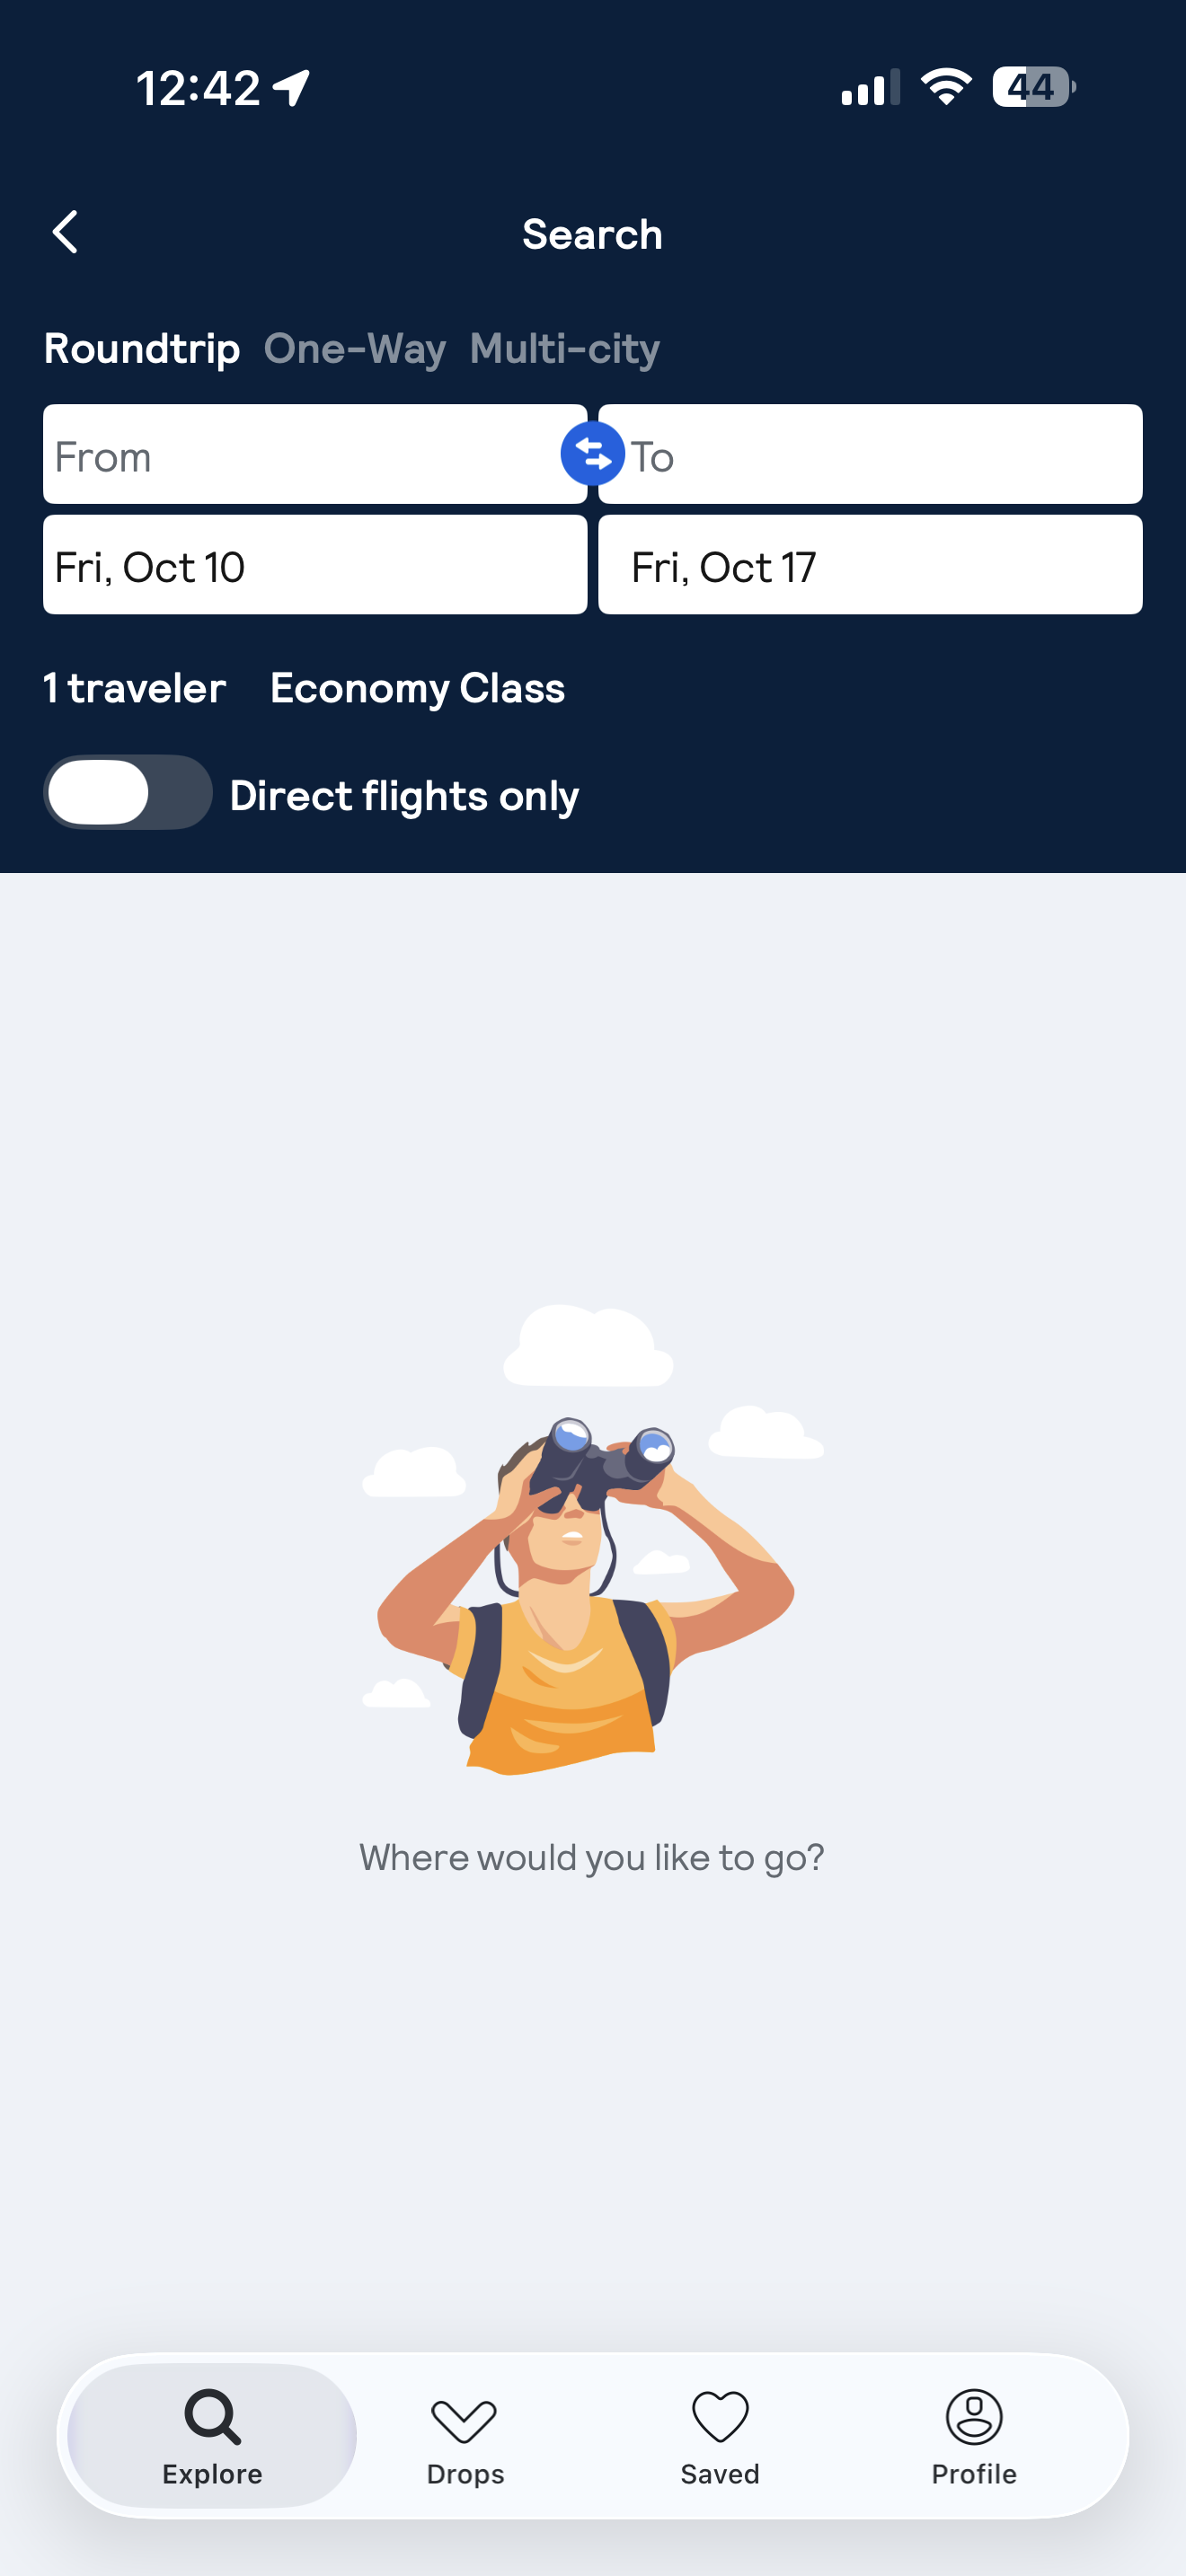 12:42 44
Search
Roundtrip One-Way Multi-city
From To
Fri, Oct 10 Fri, Oct 17
1 traveler Economy Class
Direct flights only
Where would you like to go?
Explore Drops Saved Profile